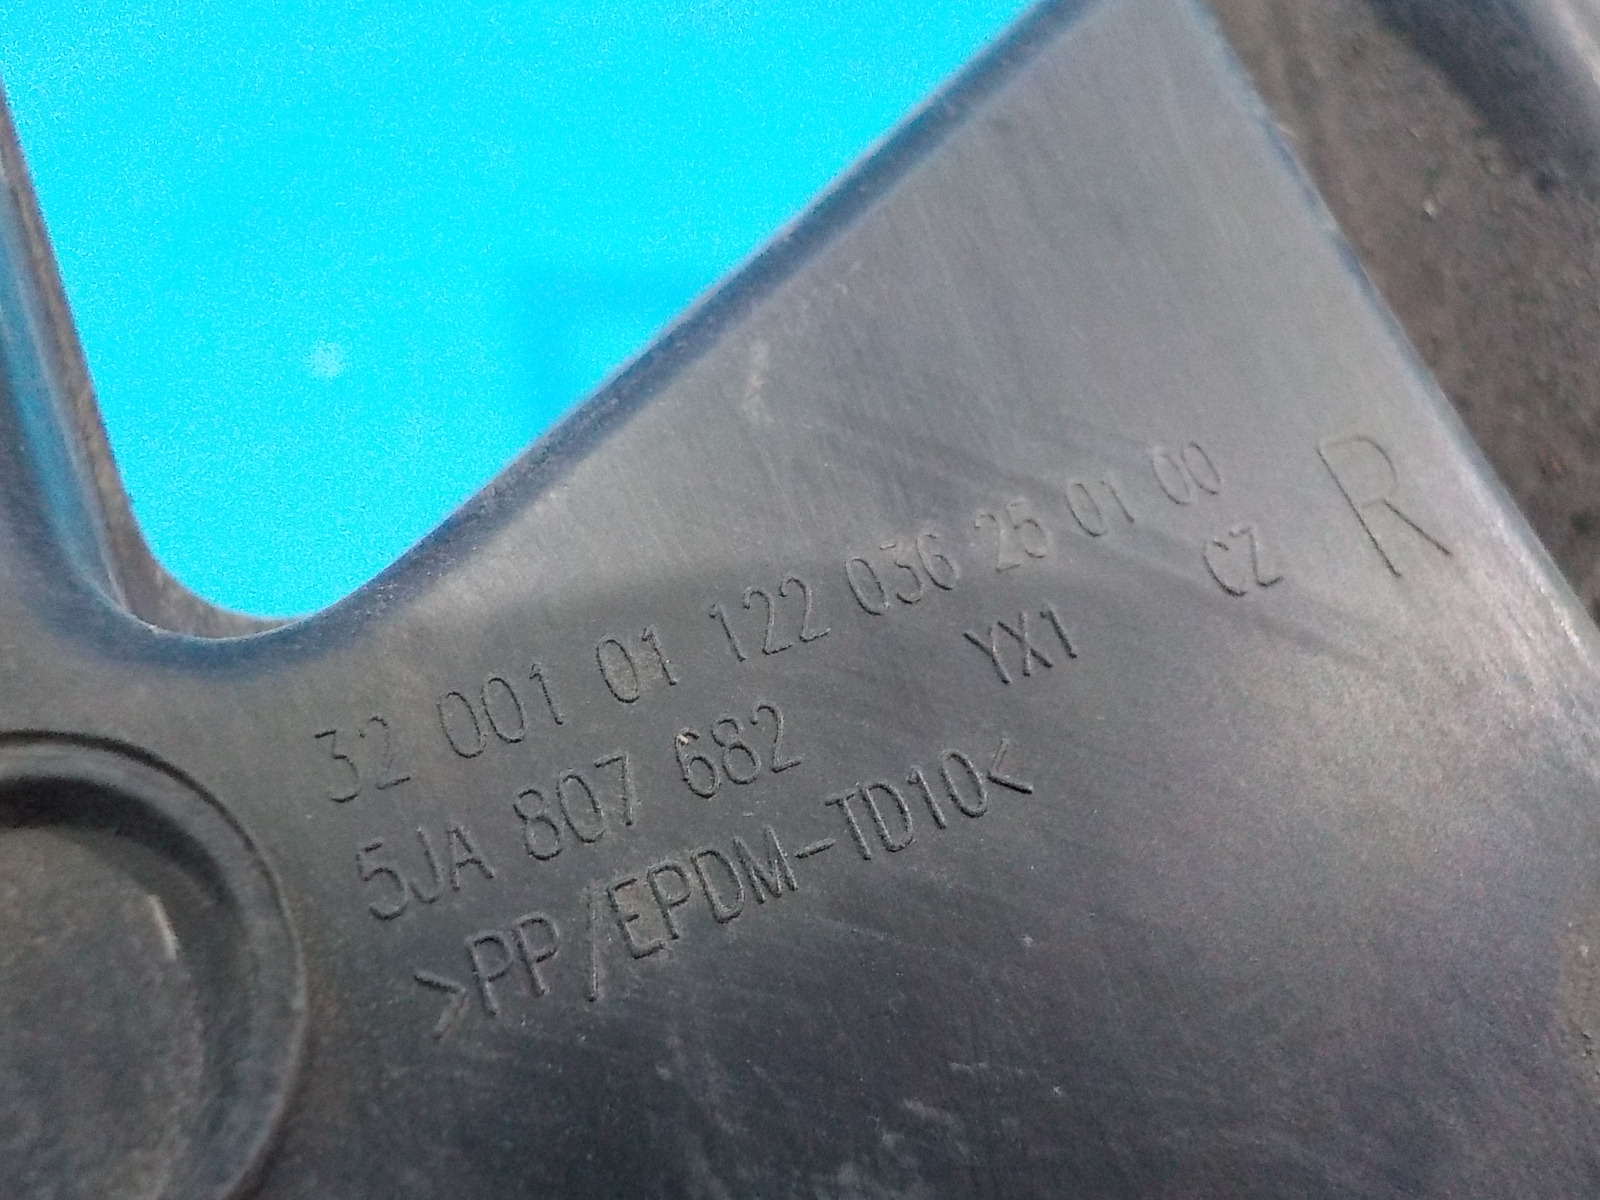 32 001 01 122 036 25 01 00
5JA 807 682 YX1 CZ R
>PP/EPDM-TD10<